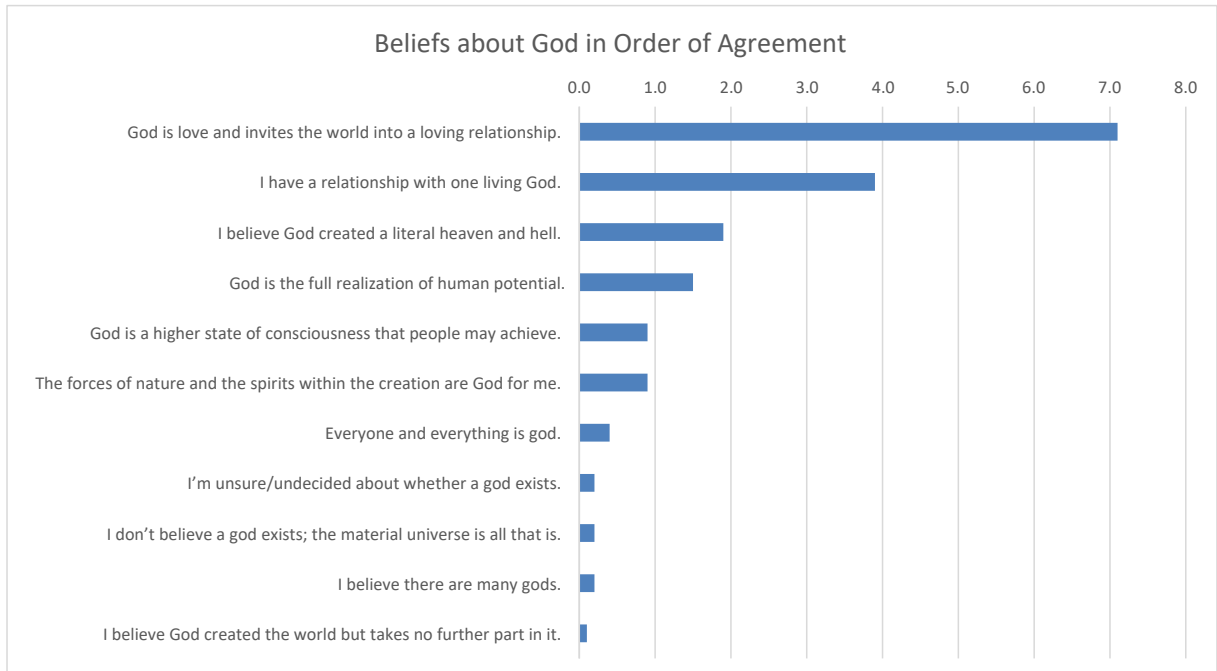 Beliefs about God in Order of Agreement
0.0 1.0 2.0 3.0 4.0 5.0 6.0 7.0 8.0
God is love and invites the world into a loving relationship.
I have a relationship with one living God.
I believe God created a literal heaven and hell.
God is the full realization of human potential.
God is a higher state of consciousness that people may achieve.
The forces of nature and the spirits within the creation are God for me.
Everyone and everything is god.
I’m unsure/undecided about whether a god exists.
I don’t believe a god exists; the material universe is all that is.
I believe there are many gods.
I believe God created the world but takes no further part in it.